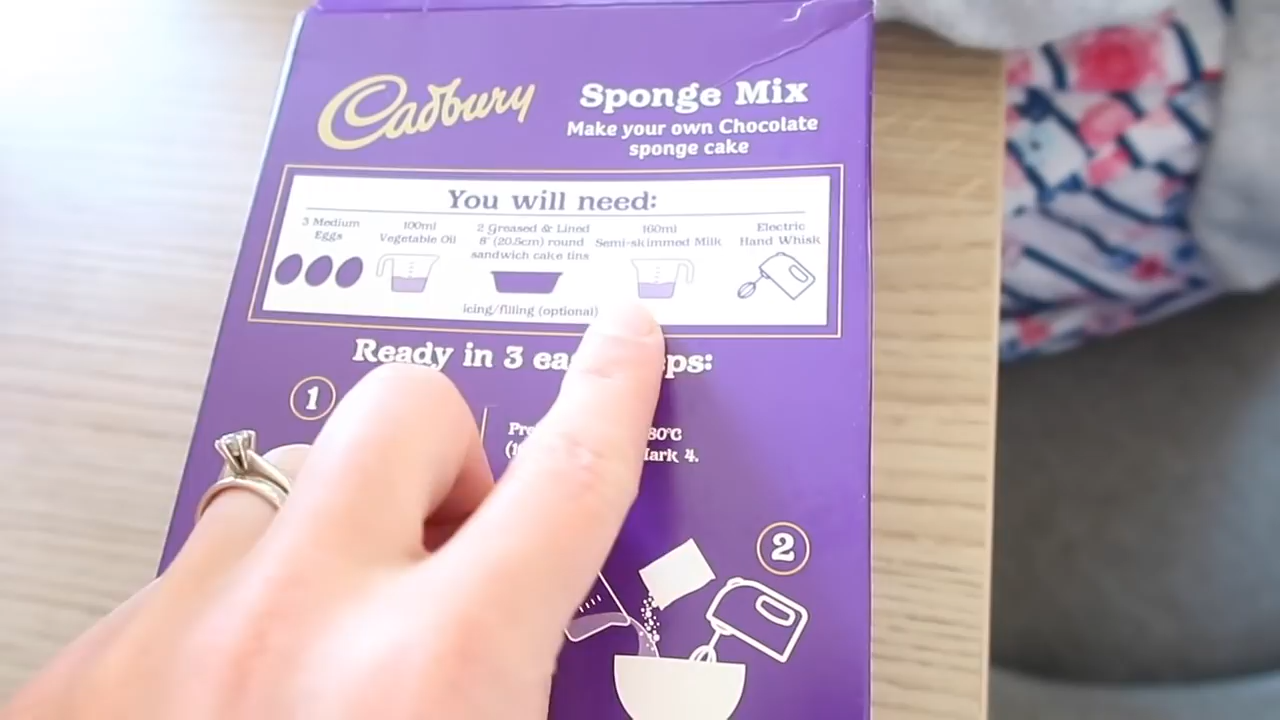 Cadbury
Sponge Mix
Make your own Chocolate
sponge cake
You will need:
3 Medium
Eggs
100ml
Vegetable Oil
2 Greased & Lined
8" (20.5cm) round
sandwich cake tins
160ml
Semi-skimmed Milk
Electric
Hand Whisk
icing/filling (optional)
Ready in 3
1
80°C
4.
2